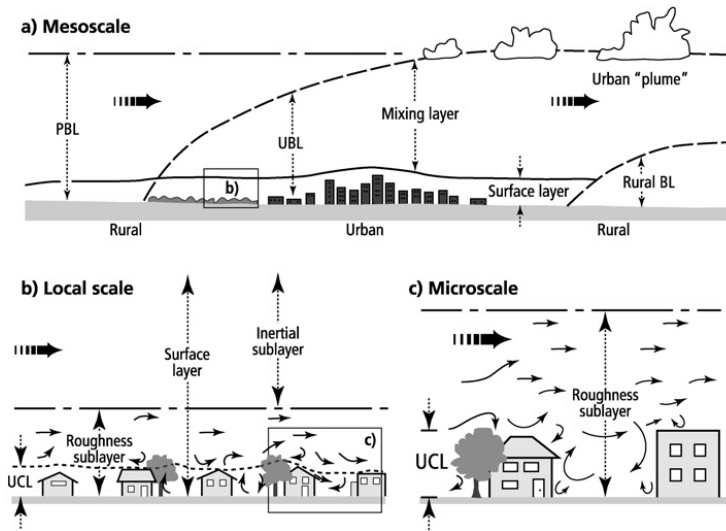 a) Mesoscale
Urban "plume"
PBL
UBL
Mixing layer
b)
Surface layer
Rural BL
Rural
Urban
Rural
b) Local scale
Surface
layer
Inertial
sublayer
Roughness
sublayer
c)
UCL
c) Microscale
Roughness
sublayer
UCL